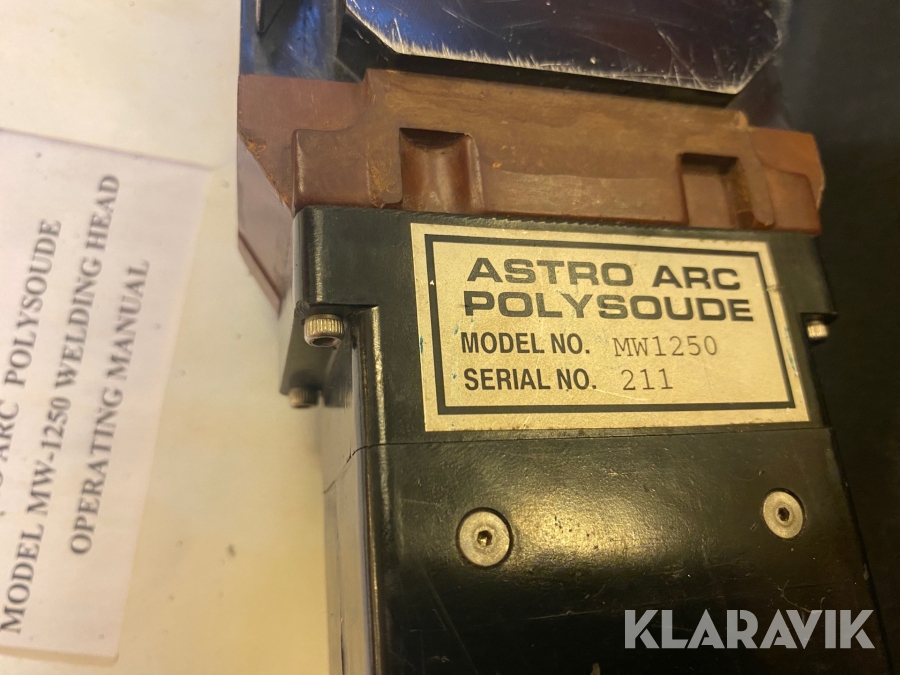 ARC POLYSOUDE
MODEL MW-1250 WELDING HEAD
OPERATING MANUAL
ASTRO ARC
POLYSOUDE
MODEL NO. MW1250
SERIAL NO. 211
KLARAVIK